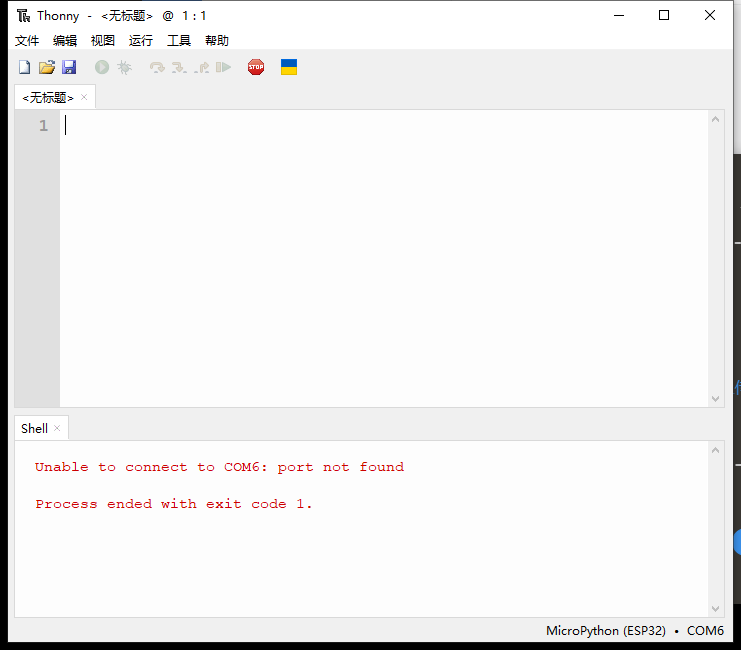 Thonny - <无标题> @ 1 : 1
文件 编辑 视图 运行 工具 帮助
STOP
<无标题> ×
1
Shell ×
Unable to connect to COM6: port not found
Process ended with exit code 1.
MicroPython (ESP32) • COM6